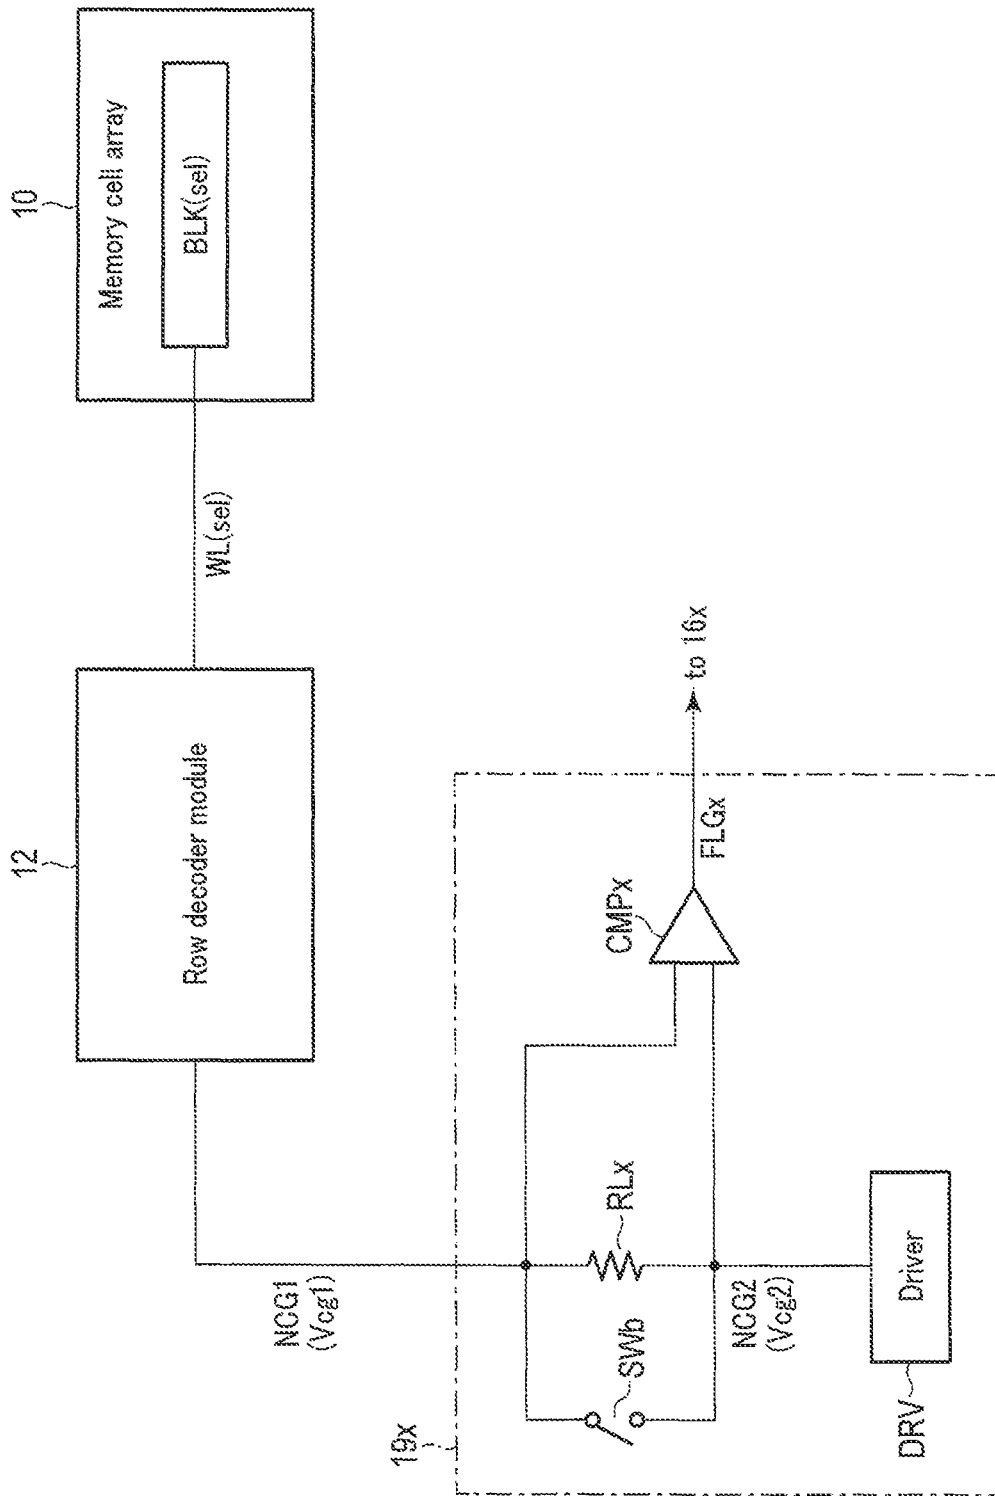 10
Memory cell array
BLK(sel)
WL(sel)
12
Row decoder module
to 16x
FLGx
CMPx
RLx
NCG1
(Vcg1)
SWb
NCG2
(Vcg2)
Driver
DRV
19x